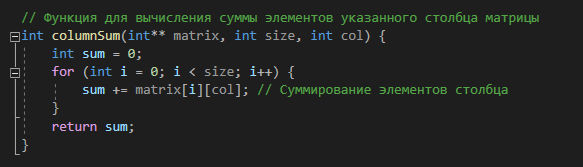 // Функция для вычисления суммы элементов указанного столбца матрицы
int columnSum(int** matrix, int size, int col) {
    int sum = 0;
    for (int i = 0; i < size; i++) {
        sum += matrix[i][col]; // Суммирование элементов столбца
    }
    return sum;
}